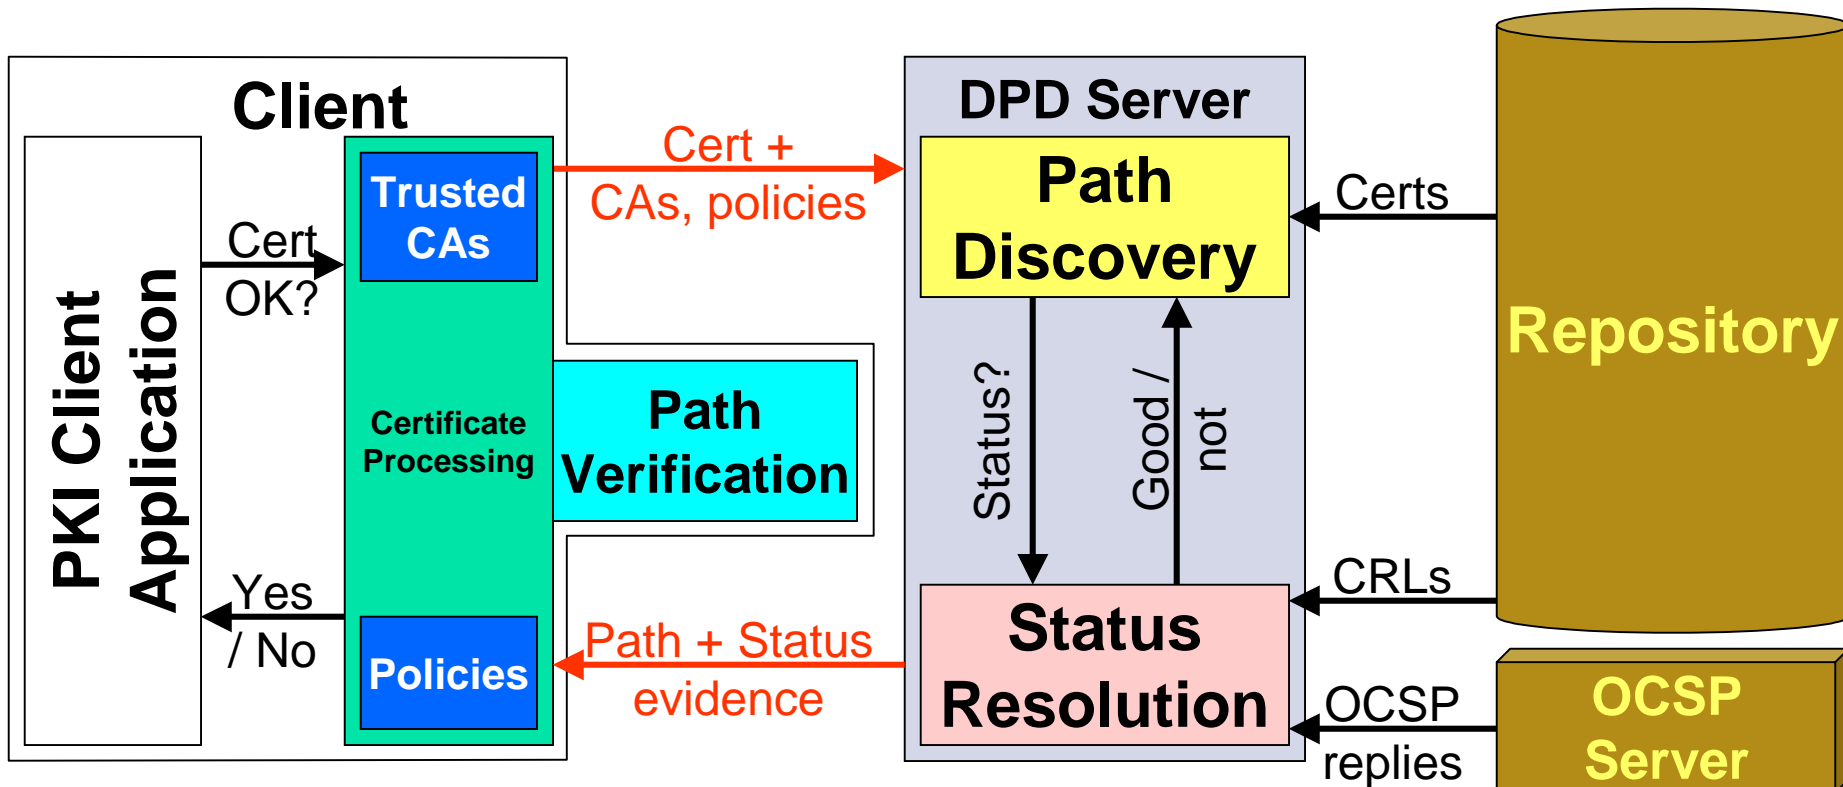 Client
PKI Client
Application
Cert
OK?
Yes
/ No
Trusted
CAs
Certificate
Processing
Policies
Path
Verification
Cert +
CAs, policies
Path + Status
evidence
DPD Server
Path
Discovery
Status?
Good /
not
Status
Resolution
Certs
CRLs
OCSP
replies
Repository
OCSP
Server